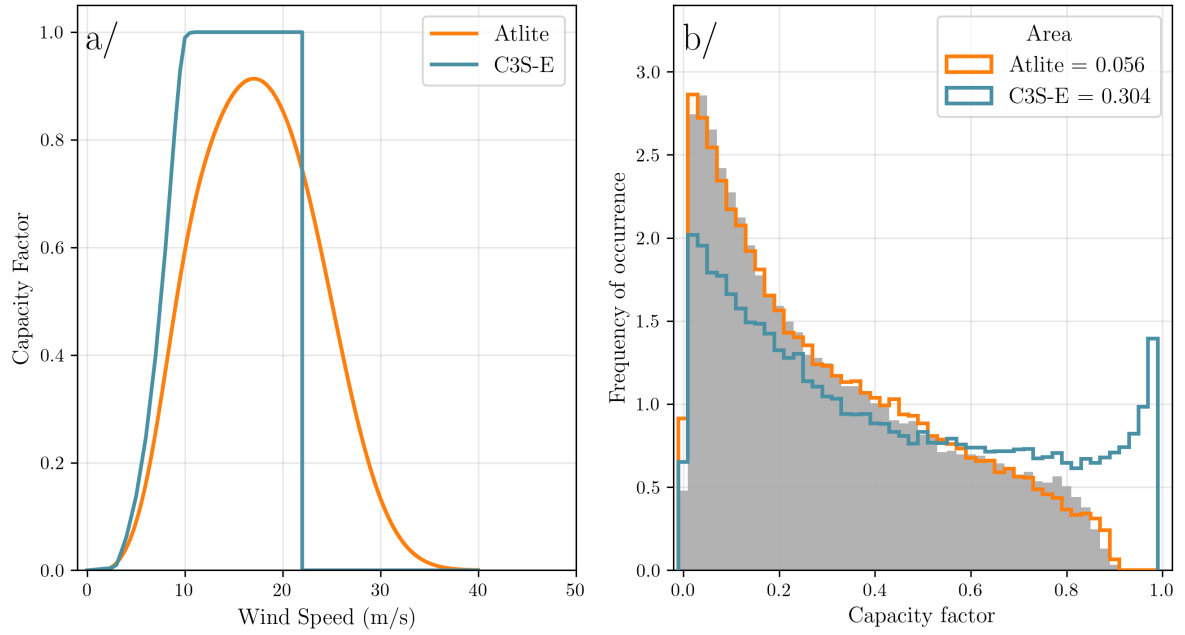 a/
Atlite
C3S-E
1.0
0.8
0.6
0.4
0.2
0.0
Capacity Factor
0
10
20
30
40
50
Wind Speed (m/s)
b/
Area
Atlite = 0.056
C3S-E = 0.304
3.0
2.5
2.0
1.5
1.0
0.5
0.0
Frequency of occurrence
0.0
0.2
0.4
0.6
0.8
1.0
Capacity factor